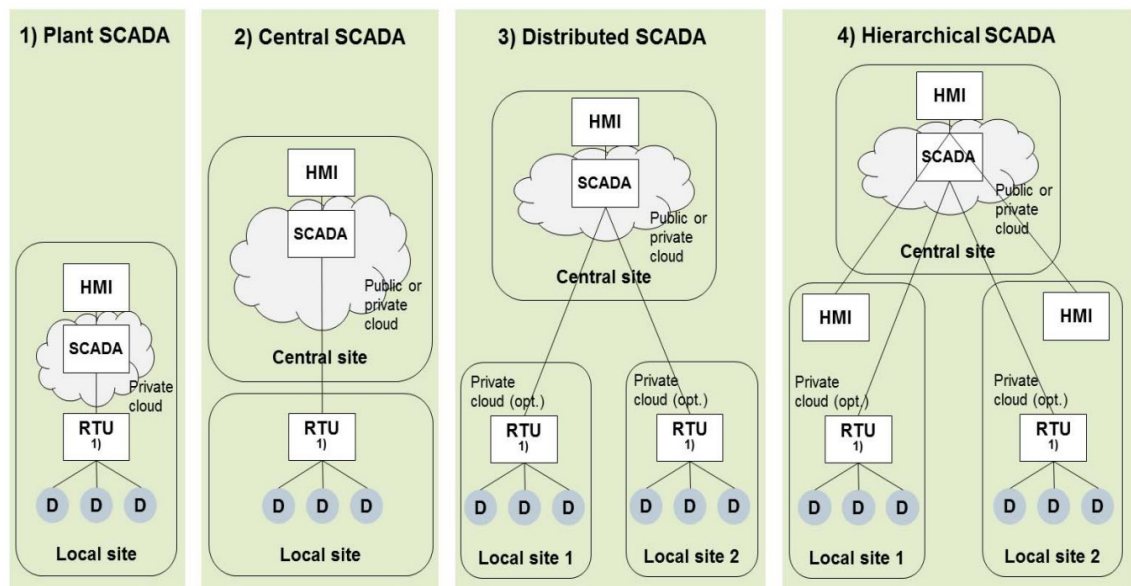 1) Plant SCADA
HMI
SCADA
Private
cloud
RTU
1)
D D D
Local site
2) Central SCADA
HMI
SCADA
Public or
private
cloud
Central site
RTU
1)
D D D
Local site
3) Distributed SCADA
HMI
SCADA
Public or
private
cloud
Central site
Private
cloud (opt.)
RTU
1)
D D D
Local site 1
Private
cloud (opt.)
RTU
1)
D D D
Local site 2
4) Hierarchical SCADA
HMI
SCADA
Public or
private
cloud
Central site
HMI
Private
cloud (opt.)
RTU
1)
D D D
Local site 1
HMI
Private
cloud (opt.)
RTU
1)
D D D
Local site 2